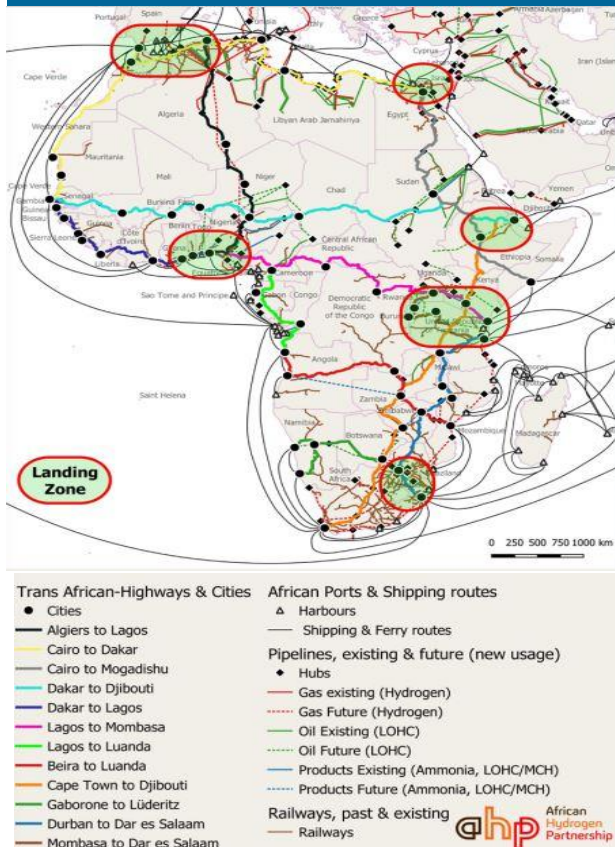 Portugal
Spain
Greece
Cyprus
Iran (Islamic
Cape Verde
Algeria
Libyan Arab Jamahiriya
Egypt
Qatar
Western Sahara
Mauritania
Mali
Niger
Chad
Sudan
Eritrea
Yemen
Cape Verde
Senegal
Gambia
Guinea
Bissau
Guinea
Burkina Faso
Benin
Togo
Nigeria
Djibouti
Sierra Leone
Côte
D'Ivoire
Ghana
Liberia
Central African
Republic
Ethiopia
Somalia
Cameroon
Sao Tome and Principe
Gabon
Congo
Democratic
Republic
of the Congo
Uganda
Kenya
Rwanda
Burundi
Saint Helena
Angola
Zambia
Malawi
Zimbabwe
Mozambique
Madagascar
Namibia
Botswana
South
Africa
Landing
Zone
0 250 500 750 1000 km
Trans African-Highways & Cities
Cities
Algiers to Lagos
Cairo to Dakar
Cairo to Mogadishu
Dakar to Djibouti
Dakar to Lagos
Lagos to Mombasa
Lagos to Luanda
Beira to Luanda
Cape Town to Djibouti
Gaborone to Lüderitz
Durban to Dar es Salaam
Mombasa to Dar es Salaam
African Ports & Shipping routes
Harbours
Shipping & Ferry routes
Pipelines, existing & future (new usage)
Hubs
Gas existing (Hydrogen)
Gas Future (Hydrogen)
Oil Existing (LOHC)
Oil Future (LOHC)
Products Existing (Ammonia, LOHC/MCH)
Products Future (Ammonia, LOHC/MCH)
Railways, past & existing
Railways
ahp
African
Hydrogen
Partnership